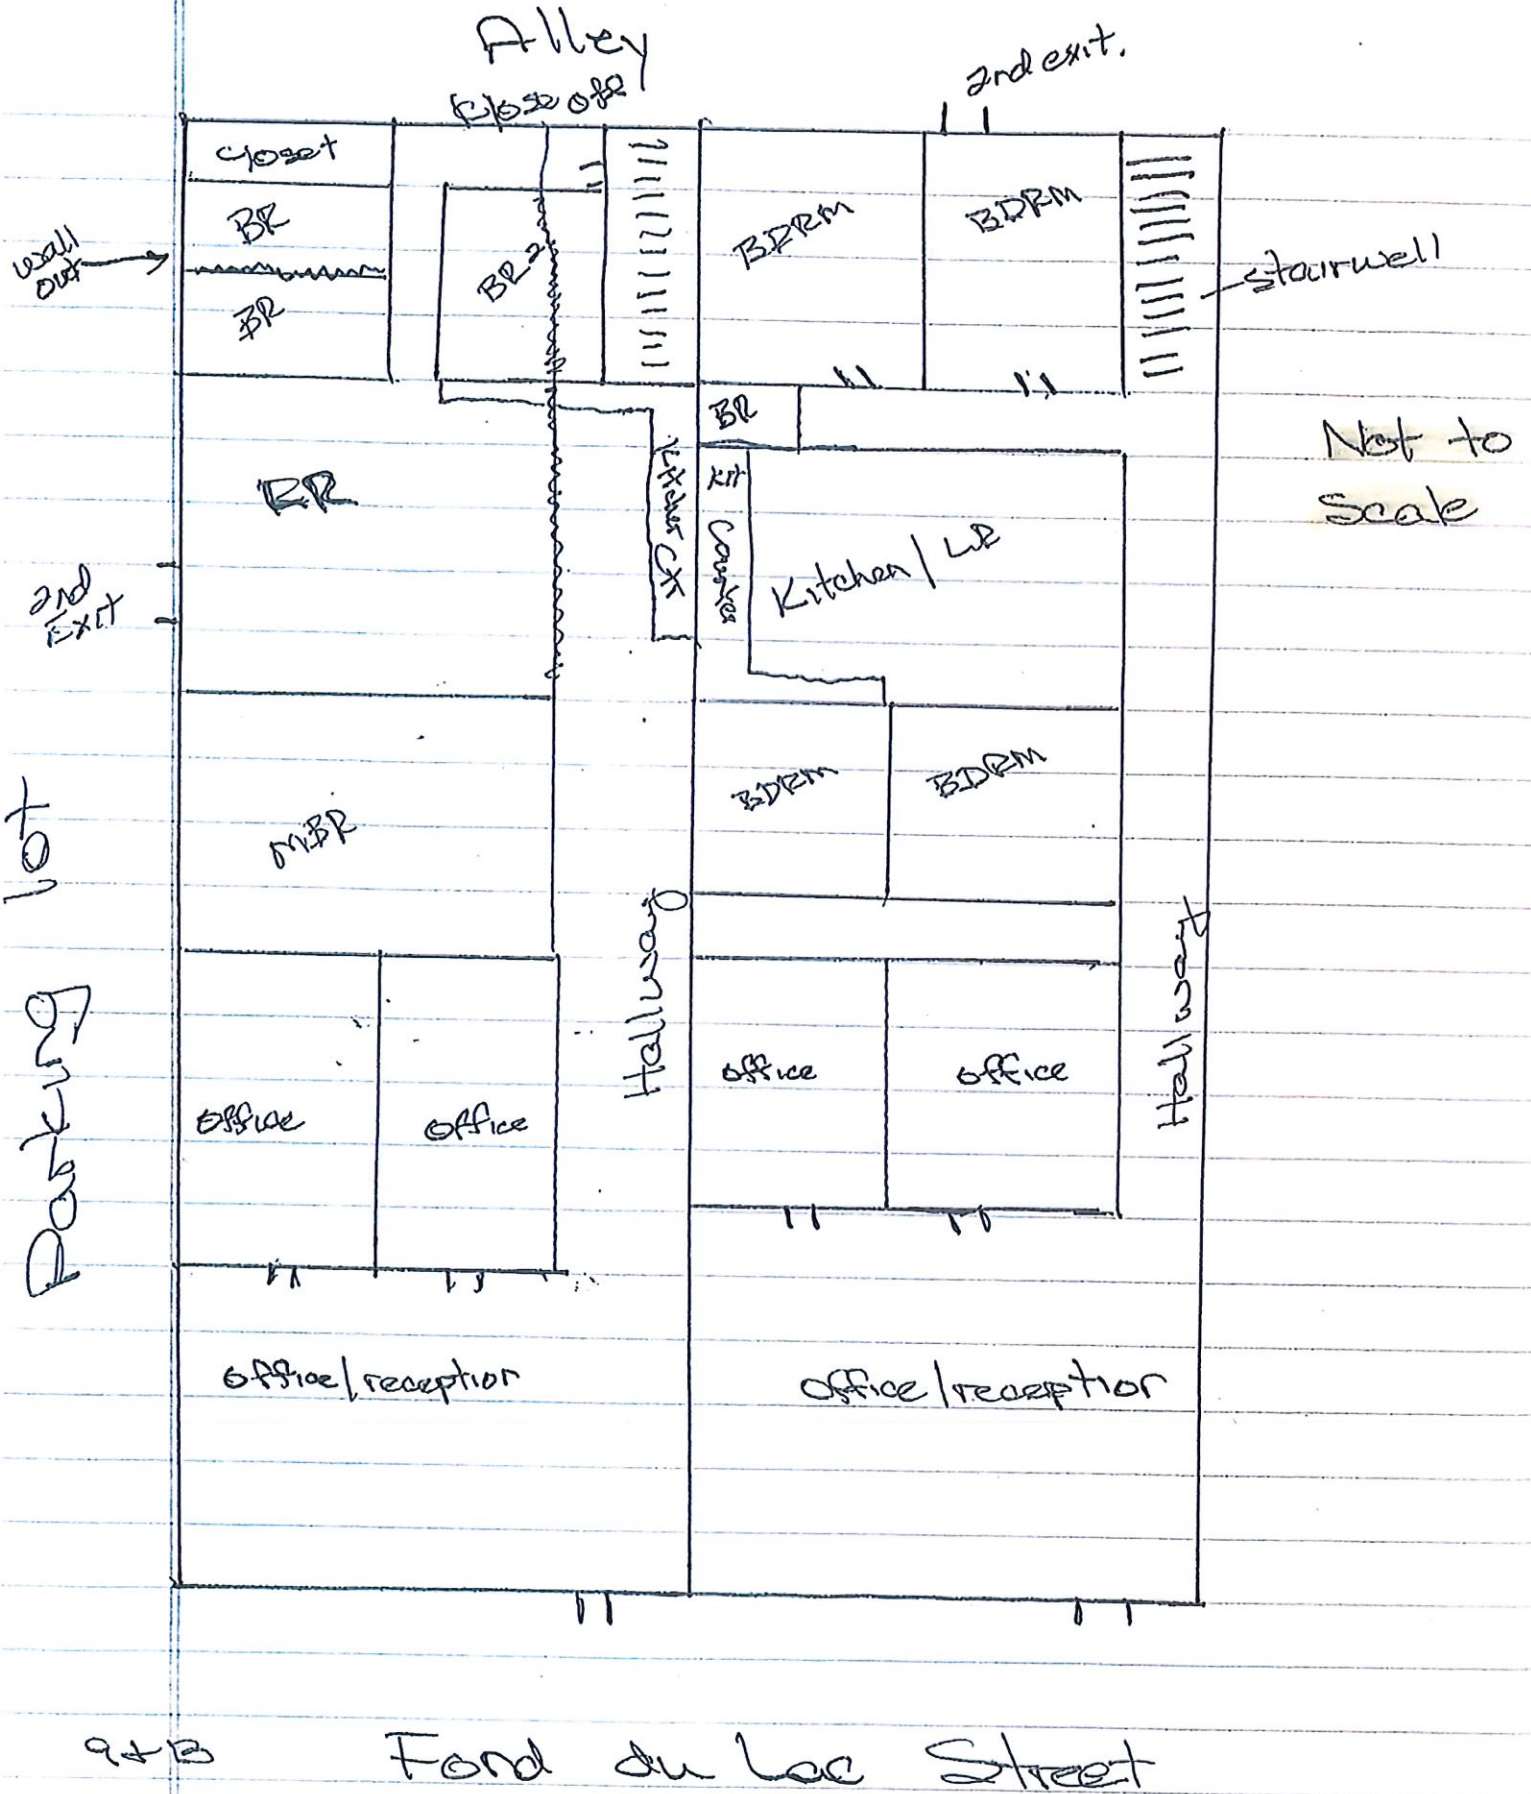 Alley
Close off
2nd exit.
Closet
BR
BR
wall
out
BR 2
BDRM
BDRM
stairwell
BR
Not to
Scale
Kitchen
Kit
Counter
Kitchen/
2nd
Exit
MBR
BDRM
BDRM
Parking lot
Hallway
Hallway
office
office
office
office
office/reception
office/reception
Fond du Lac Street